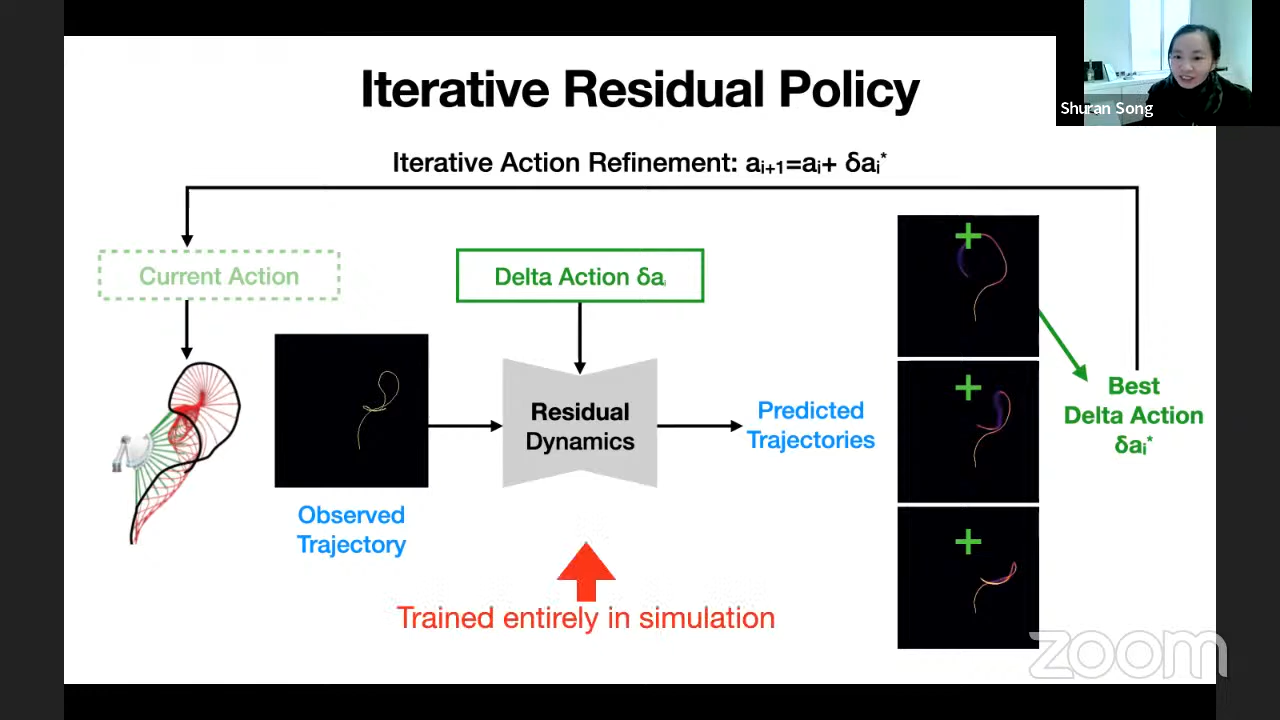 Iterative Residual Policy
Shuran Song
Iterative Action Refinement: aᵢ₊₁=aᵢ+ δaᵢ*
Current Action
Delta Action δaᵢ
Residual
Dynamics
Predicted
Trajectories
Best
Delta Action
δaᵢ*
Observed
Trajectory
Trained entirely in simulation
zoom